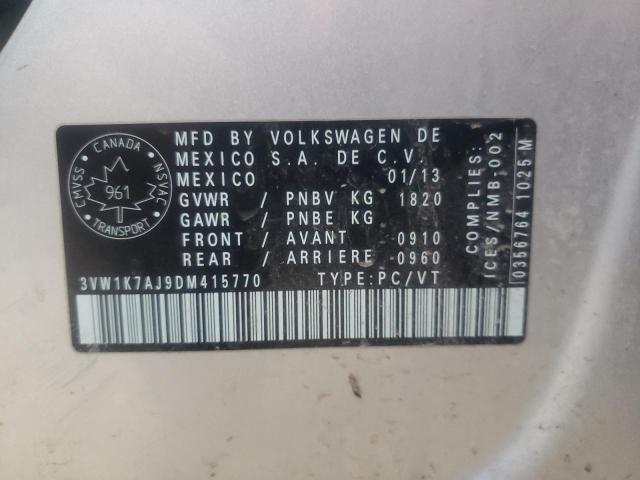 CANADA
CMVSS
NSVAC
961
TRANSPORT
MFD BY VOLKSWAGEN DE
MEXICO S.A. DE C.V.
MEXICO 01/13
GVWR / PNBV KG 1820
GAWR / PNBE KG
FRONT / AVANT -0910
REAR / ARRIERE -0960
3VW1K7AJ9DM415770 TYPE:PC/VT
COMPLIES:
ICES/NMB-002
0356764 1025 M